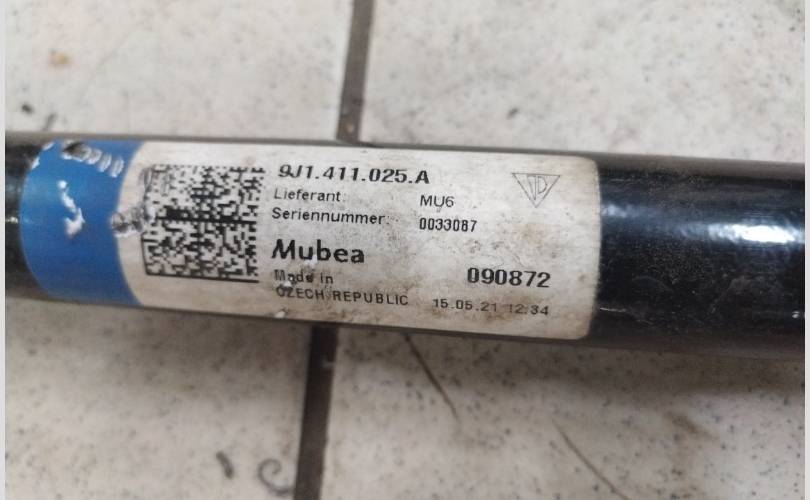 9J1.411.025.A
Lieferant: MU6
Seriennummer: 0033087
Mubea
090872
Made in
CZECH REPUBLIC 15.05.21 12:34